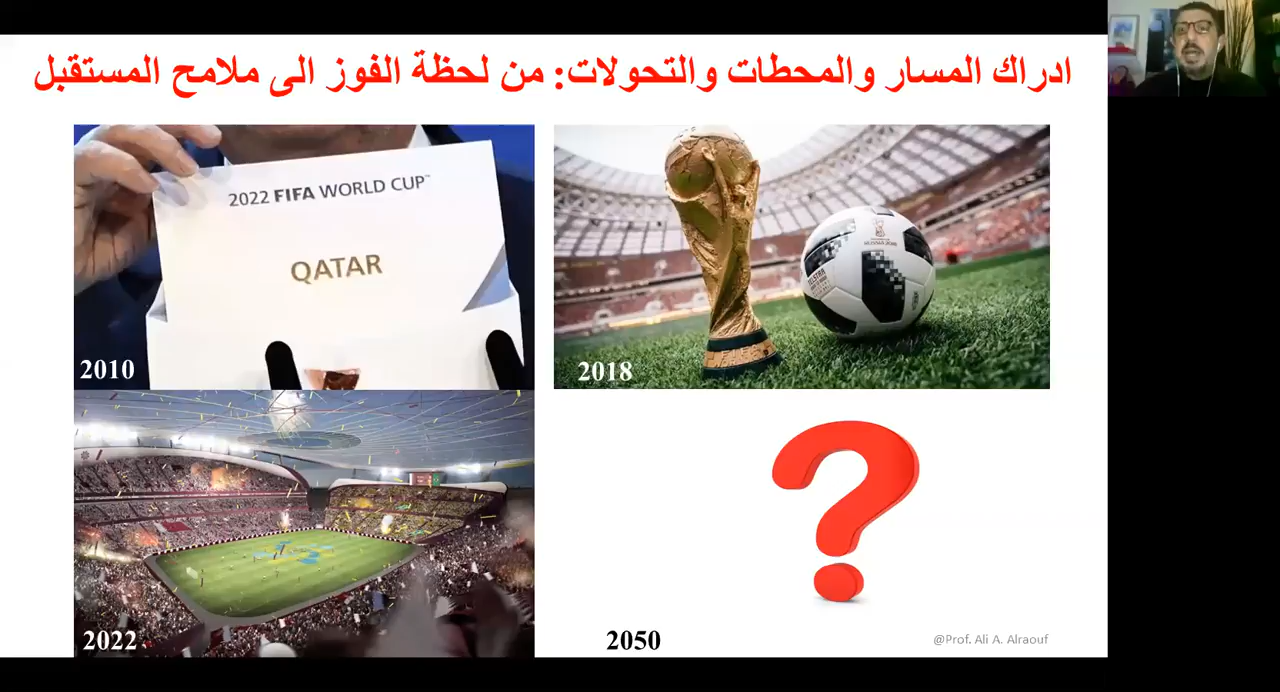 ادراك المسار والمحطات والتحولات: من لحظة الفوز الى ملامح المستقبل
2022 FIFA WORLD CUP™
QATAR
2010
2018
2022
2050
@Prof. Ali A. Alraouf